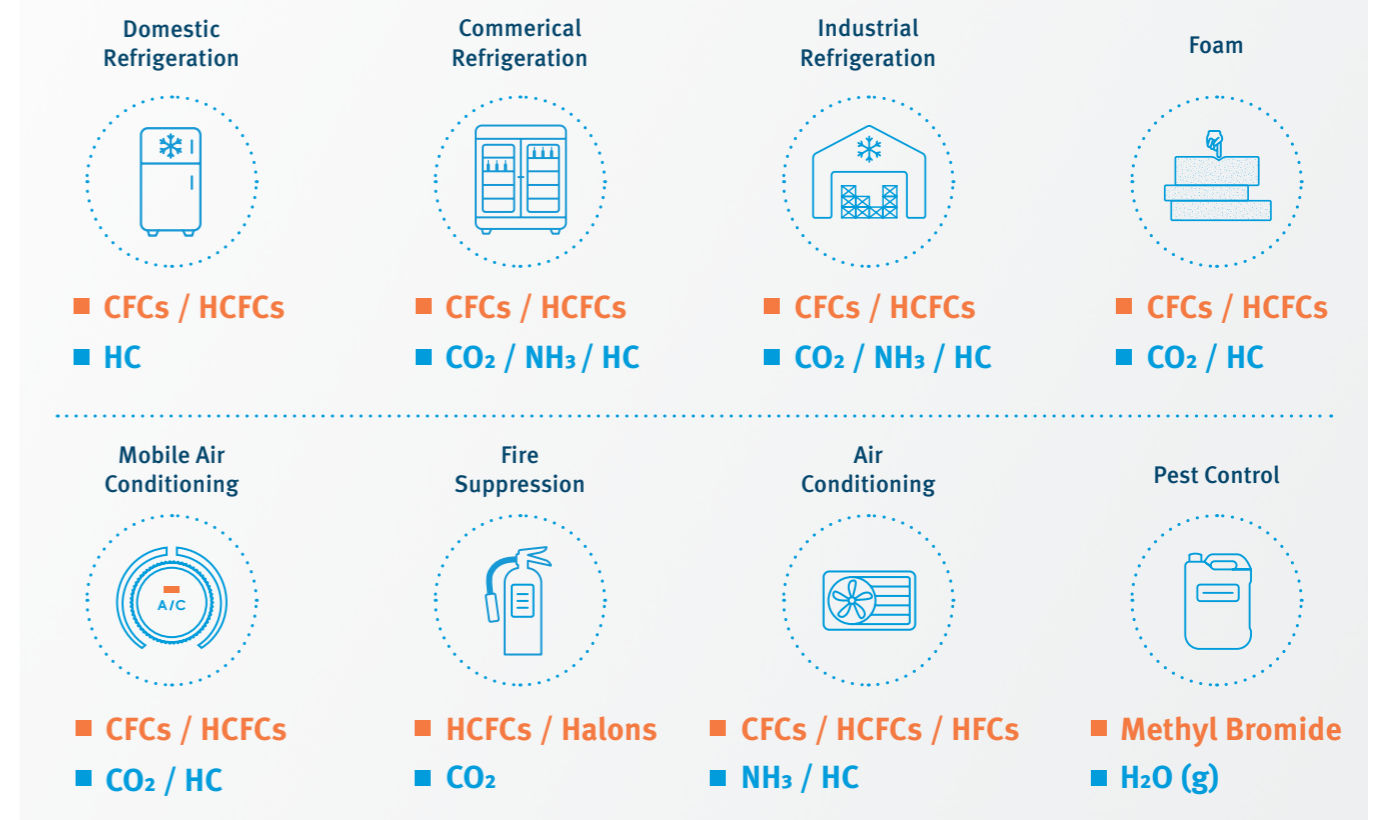 Domestic
Refrigeration
Commerical
Refrigeration
Industrial
Refrigeration
Foam
CFCs / HCFCs
HC
CFCs / HCFCs
CO₂ / NH₃ / HC
CFCs / HCFCs
CO₂ / NH₃ / HC
CFCs / HCFCs
CO₂ / HC
Mobile Air
Conditioning
Fire
Suppression
Air
Conditioning
Pest Control
A/C
CFCs / HCFCs
CO₂ / HC
HCFCs / Halons
CO₂
CFCs / HCFCs / HFCs
NH₃ / HC
Methyl Bromide
H₂O (g)